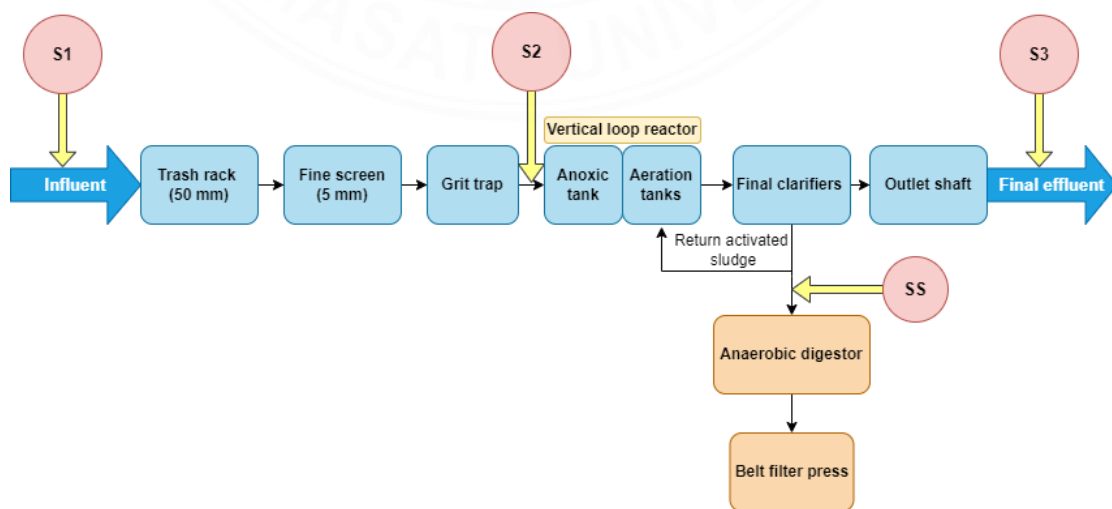 S1
S2
S3
Vertical loop reactor
Influent
Trash rack
(50 mm)
Fine screen
(5 mm)
Grit trap
Anoxic
tank
Aeration
tanks
Final clarifiers
Outlet shaft
Final effluent
Return activated
sludge
SS
Anaerobic digestor
Belt filter press